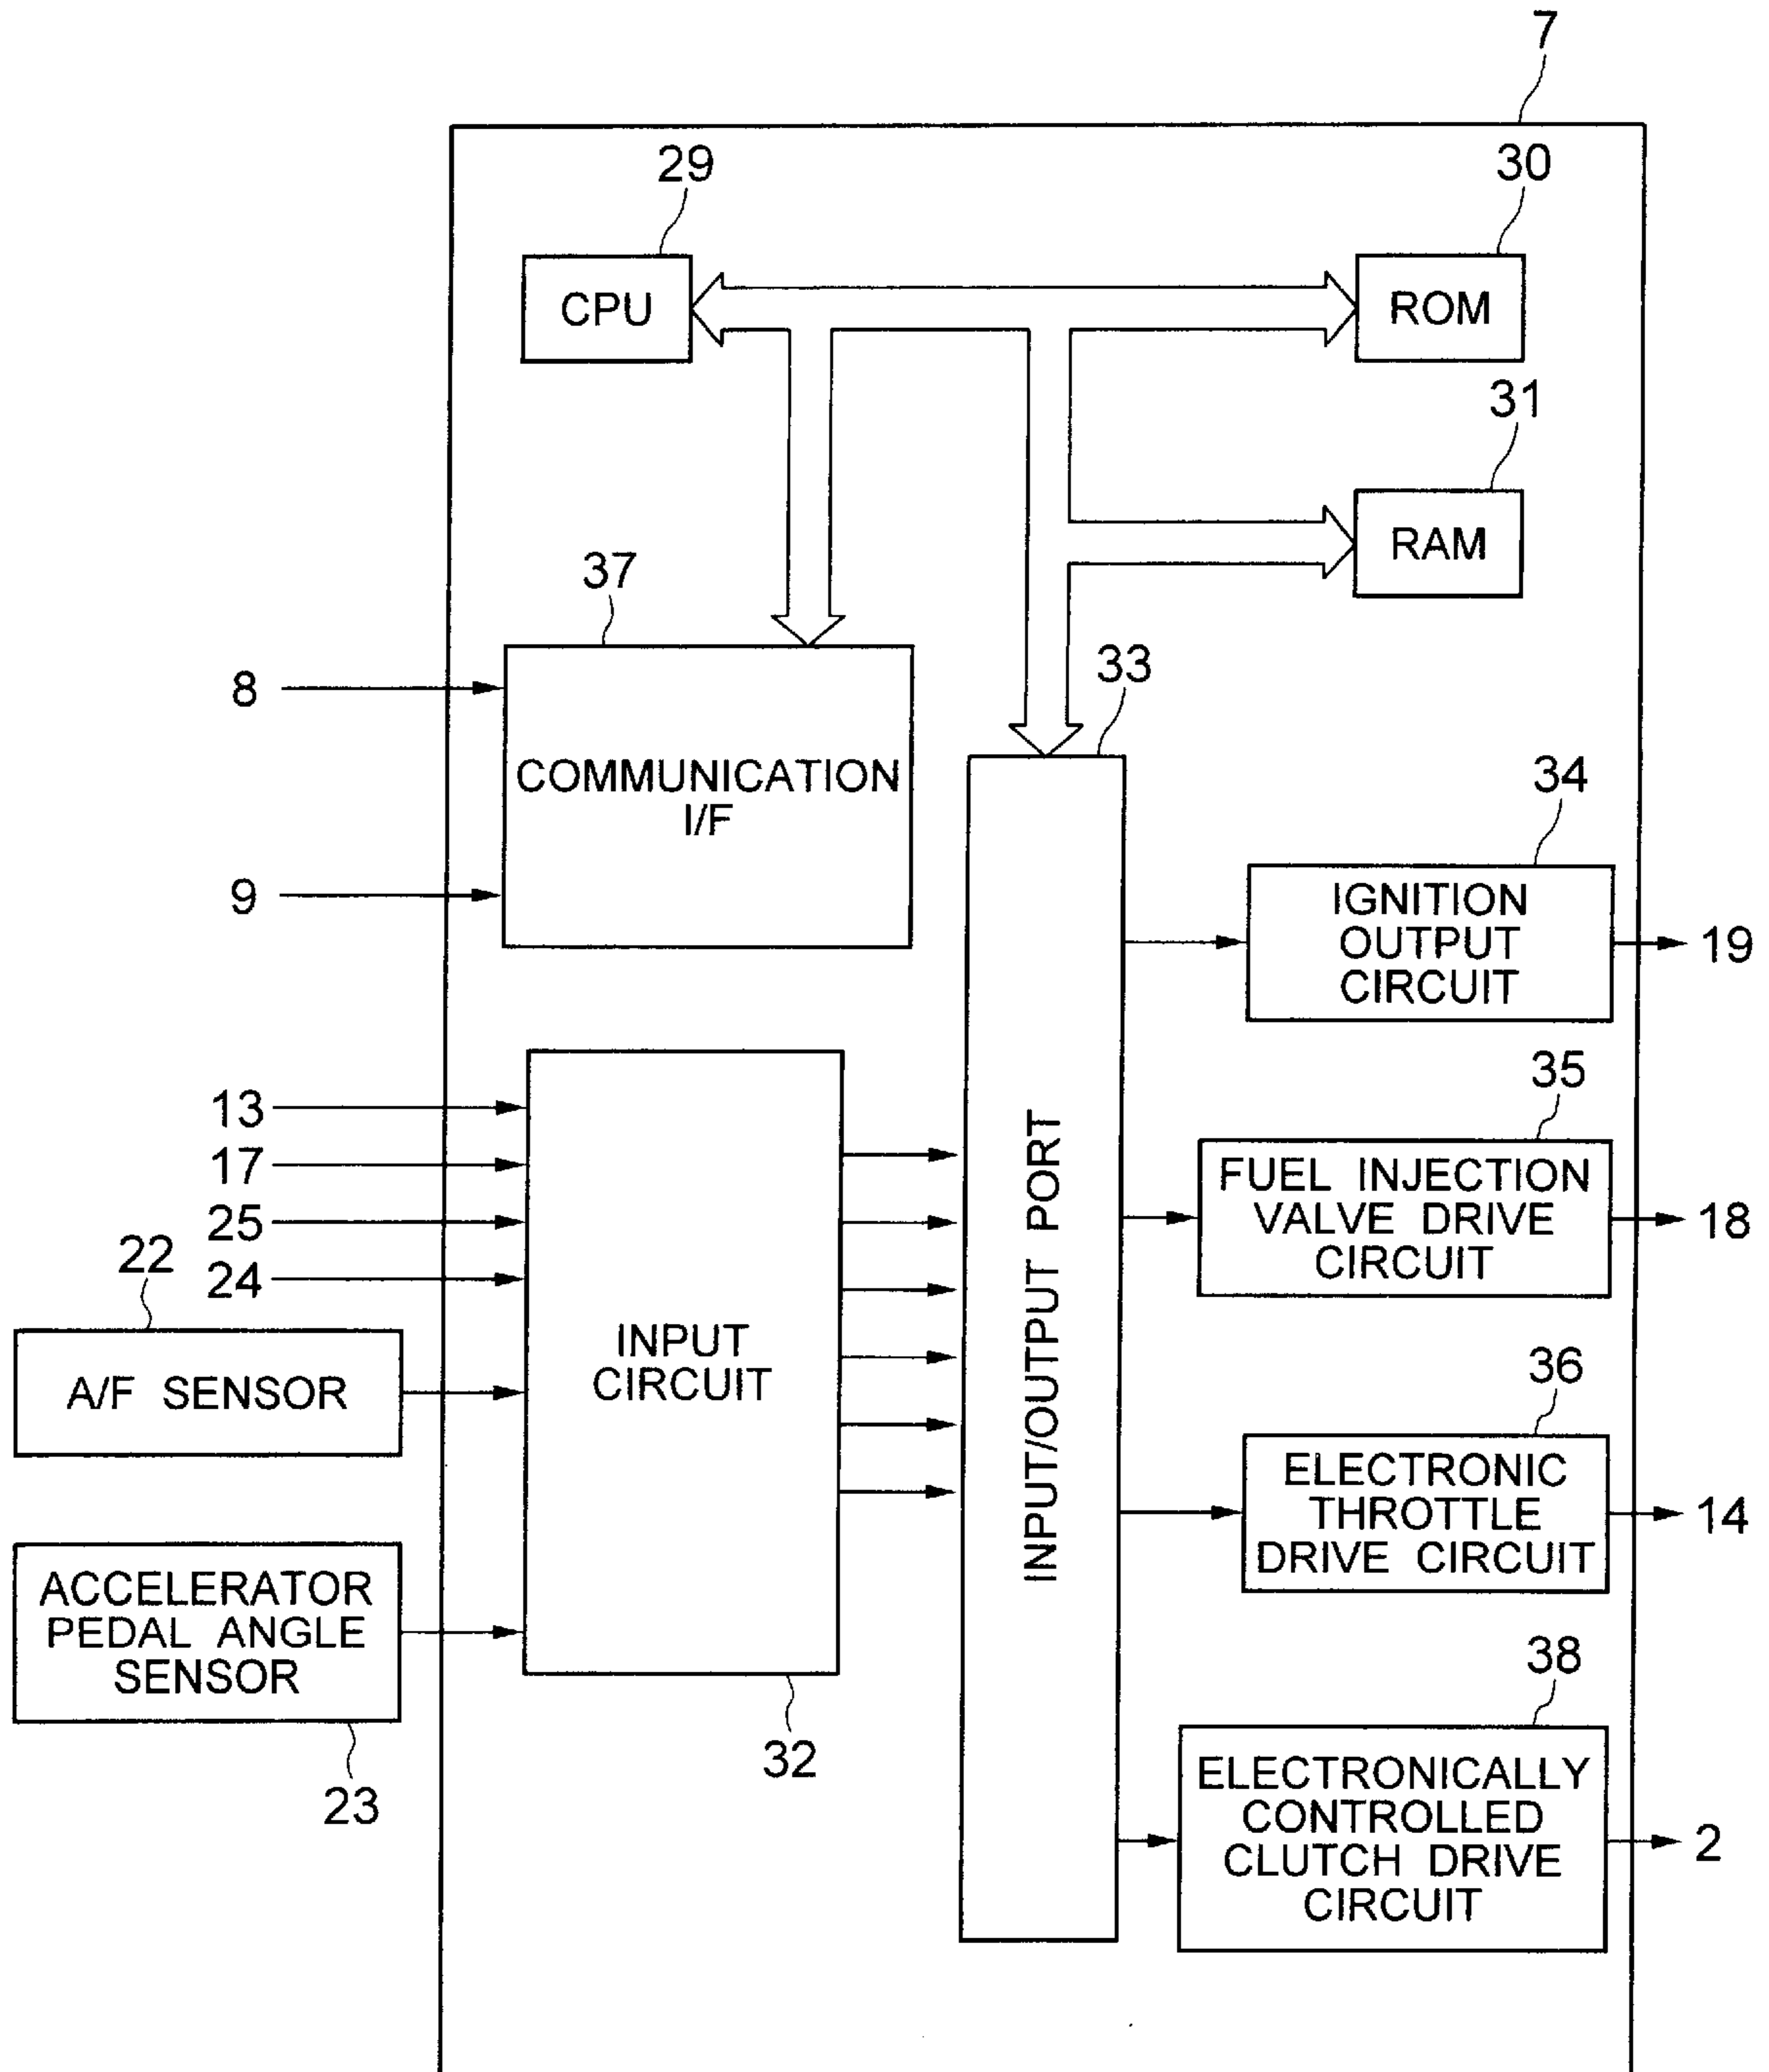 7
29
30
CPU
ROM
31
RAM
37
33
8
COMMUNICATION
I/F
9
34
IGNITION
OUTPUT
CIRCUIT
19
13
17
25
24
22
A/F SENSOR
INPUT
CIRCUIT
INPUT/OUTPUT PORT
35
FUEL INJECTION
VALVE DRIVE
CIRCUIT
18
36
ELECTRONIC
THROTTLE
DRIVE CIRCUIT
14
ACCELERATOR
PEDAL ANGLE
SENSOR
23
32
38
ELECTRONICALLY
CONTROLLED
CLUTCH DRIVE
CIRCUIT
2